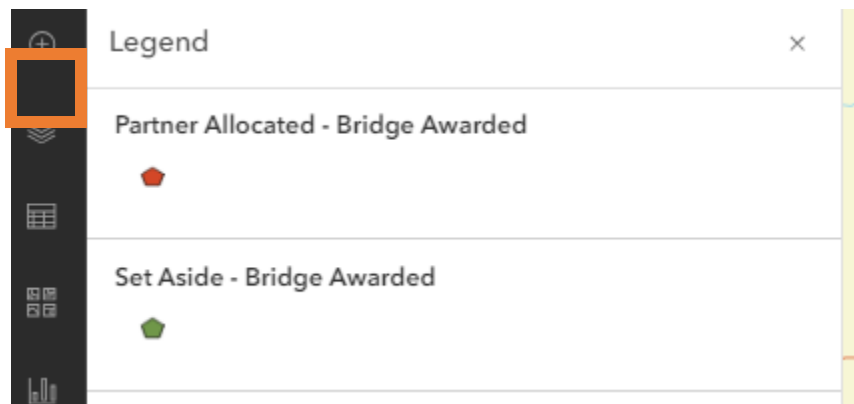 Legend
Partner Allocated - Bridge Awarded
Set Aside - Bridge Awarded